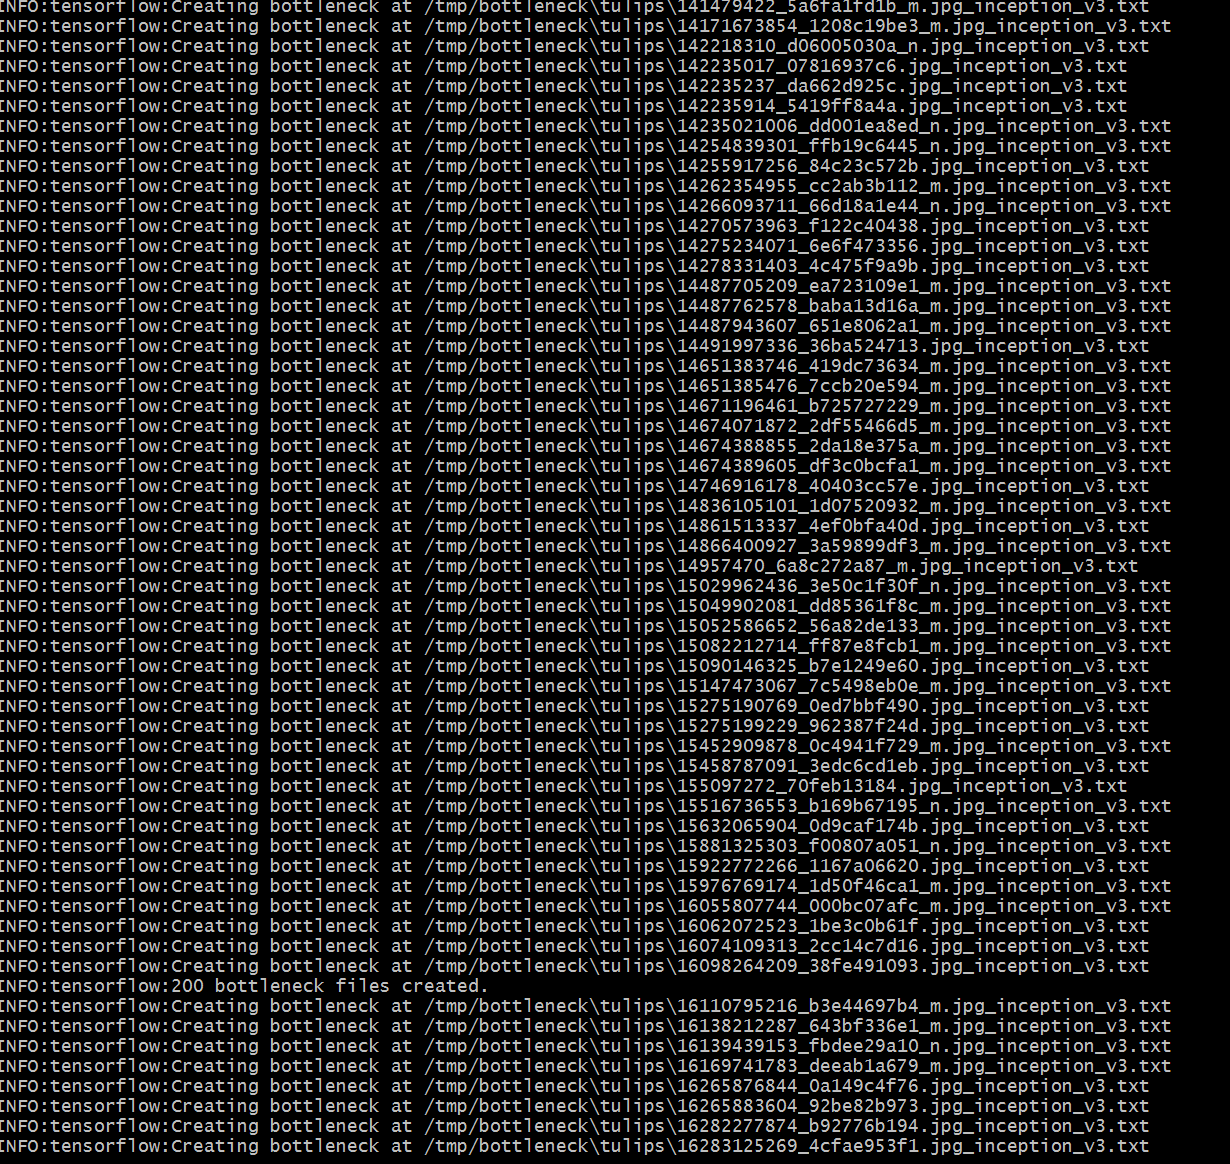 INFO:tensorflow:Creating bottleneck at /tmp/bottleneck\tulips\141479422_5a6fa1fd1b_m.jpg_inception_v3.txt
INFO:tensorflow:Creating bottleneck at /tmp/bottleneck\tulips\14171673854_1208c19be3_m.jpg_inception_v3.txt
INFO:tensorflow:Creating bottleneck at /tmp/bottleneck\tulips\142218310_d06005030a_n.jpg_inception_v3.txt
INFO:tensorflow:Creating bottleneck at /tmp/bottleneck\tulips\142235017_07816937c6.jpg_inception_v3.txt
INFO:tensorflow:Creating bottleneck at /tmp/bottleneck\tulips\142235237_da662d925c.jpg_inception_v3.txt
INFO:tensorflow:Creating bottleneck at /tmp/bottleneck\tulips\142235914_5419ff8a4a.jpg_inception_v3.txt
INFO:tensorflow:Creating bottleneck at /tmp/bottleneck\tulips\14235021006_dd001ea8ed_n.jpg_inception_v3.txt
INFO:tensorflow:Creating bottleneck at /tmp/bottleneck\tulips\14254839301_ffb19c6445_n.jpg_inception_v3.txt
INFO:tensorflow:Creating bottleneck at /tmp/bottleneck\tulips\14255917256_84c23c572b.jpg_inception_v3.txt
INFO:tensorflow:Creating bottleneck at /tmp/bottleneck\tulips\14262354955_cc2ab3b112_m.jpg_inception_v3.txt
INFO:tensorflow:Creating bottleneck at /tmp/bottleneck\tulips\14266093711_66d18a1e44_n.jpg_inception_v3.txt
INFO:tensorflow:Creating bottleneck at /tmp/bottleneck\tulips\14270573963_f122c40438.jpg_inception_v3.txt
INFO:tensorflow:Creating bottleneck at /tmp/bottleneck\tulips\14275234071_6e6f473356.jpg_inception_v3.txt
INFO:tensorflow:Creating bottleneck at /tmp/bottleneck\tulips\14278331403_4c475f9a9b.jpg_inception_v3.txt
INFO:tensorflow:Creating bottleneck at /tmp/bottleneck\tulips\14487705209_ea723109e1_m.jpg_inception_v3.txt
INFO:tensorflow:Creating bottleneck at /tmp/bottleneck\tulips\14487762578_baba13d16a_m.jpg_inception_v3.txt
INFO:tensorflow:Creating bottleneck at /tmp/bottleneck\tulips\14487943607_651e8062a1_m.jpg_inception_v3.txt
INFO:tensorflow:Creating bottleneck at /tmp/bottleneck\tulips\14491997336_36ba524713.jpg_inception_v3.txt
INFO:tensorflow:Creating bottleneck at /tmp/bottleneck\tulips\14651383746_419dc73634_m.jpg_inception_v3.txt
INFO:tensorflow:Creating bottleneck at /tmp/bottleneck\tulips\14651385476_7ccb20e594_m.jpg_inception_v3.txt
INFO:tensorflow:Creating bottleneck at /tmp/bottleneck\tulips\14671196461_b725727229_m.jpg_inception_v3.txt
INFO:tensorflow:Creating bottleneck at /tmp/bottleneck\tulips\14674071872_2df55466d5_m.jpg_inception_v3.txt
INFO:tensorflow:Creating bottleneck at /tmp/bottleneck\tulips\14674388855_2da18e375a_m.jpg_inception_v3.txt
INFO:tensorflow:Creating bottleneck at /tmp/bottleneck\tulips\14674389605_df3c0bcfa1_m.jpg_inception_v3.txt
INFO:tensorflow:Creating bottleneck at /tmp/bottleneck\tulips\14746916178_40403cc57e.jpg_inception_v3.txt
INFO:tensorflow:Creating bottleneck at /tmp/bottleneck\tulips\14836105101_1d07520932_m.jpg_inception_v3.txt
INFO:tensorflow:Creating bottleneck at /tmp/bottleneck\tulips\14861513337_4ef0bfa40d.jpg_inception_v3.txt
INFO:tensorflow:Creating bottleneck at /tmp/bottleneck\tulips\14866400927_3a59899df3_m.jpg_inception_v3.txt
INFO:tensorflow:Creating bottleneck at /tmp/bottleneck\tulips\14957470_6a8c272a87_m.jpg_inception_v3.txt
INFO:tensorflow:Creating bottleneck at /tmp/bottleneck\tulips\15029962436_3e50c1f30f_n.jpg_inception_v3.txt
INFO:tensorflow:Creating bottleneck at /tmp/bottleneck\tulips\15049902081_dd85361f8c_m.jpg_inception_v3.txt
INFO:tensorflow:Creating bottleneck at /tmp/bottleneck\tulips\15052586652_56a82de133_m.jpg_inception_v3.txt
INFO:tensorflow:Creating bottleneck at /tmp/bottleneck\tulips\15082212714_ff87e8fcb1_m.jpg_inception_v3.txt
INFO:tensorflow:Creating bottleneck at /tmp/bottleneck\tulips\15090146325_b7e1249e60.jpg_inception_v3.txt
INFO:tensorflow:Creating bottleneck at /tmp/bottleneck\tulips\15147473067_7c5498eb0e_m.jpg_inception_v3.txt
INFO:tensorflow:Creating bottleneck at /tmp/bottleneck\tulips\15275190769_0ed7bbf490.jpg_inception_v3.txt
INFO:tensorflow:Creating bottleneck at /tmp/bottleneck\tulips\15275199229_962387f24d.jpg_inception_v3.txt
INFO:tensorflow:Creating bottleneck at /tmp/bottleneck\tulips\15452909878_0c4941f729_m.jpg_inception_v3.txt
INFO:tensorflow:Creating bottleneck at /tmp/bottleneck\tulips\15458787091_3edc6cd1eb.jpg_inception_v3.txt
INFO:tensorflow:Creating bottleneck at /tmp/bottleneck\tulips\155097272_70feb13184.jpg_inception_v3.txt
INFO:tensorflow:Creating bottleneck at /tmp/bottleneck\tulips\15516736553_b169b67195_n.jpg_inception_v3.txt
INFO:tensorflow:Creating bottleneck at /tmp/bottleneck\tulips\15632065904_0d9caf174b.jpg_inception_v3.txt
INFO:tensorflow:Creating bottleneck at /tmp/bottleneck\tulips\15881325303_f00807a051_n.jpg_inception_v3.txt
INFO:tensorflow:Creating bottleneck at /tmp/bottleneck\tulips\15922772266_1167a06620.jpg_inception_v3.txt
INFO:tensorflow:Creating bottleneck at /tmp/bottleneck\tulips\15976769174_1d50f46ca1_m.jpg_inception_v3.txt
INFO:tensorflow:Creating bottleneck at /tmp/bottleneck\tulips\16055807744_000bc07afc_m.jpg_inception_v3.txt
INFO:tensorflow:Creating bottleneck at /tmp/bottleneck\tulips\16062072523_1be3c0b61f.jpg_inception_v3.txt
INFO:tensorflow:Creating bottleneck at /tmp/bottleneck\tulips\16074109313_2cc14c7d16.jpg_inception_v3.txt
INFO:tensorflow:Creating bottleneck at /tmp/bottleneck\tulips\16098264209_38fe491093.jpg_inception_v3.txt
INFO:tensorflow:200 bottleneck files created.
INFO:tensorflow:Creating bottleneck at /tmp/bottleneck\tulips\16110795216_b3e44697b4_m.jpg_inception_v3.txt
INFO:tensorflow:Creating bottleneck at /tmp/bottleneck\tulips\16138212287_643bf336e1_m.jpg_inception_v3.txt
INFO:tensorflow:Creating bottleneck at /tmp/bottleneck\tulips\16139439153_fbdee29a10_n.jpg_inception_v3.txt
INFO:tensorflow:Creating bottleneck at /tmp/bottleneck\tulips\16169741783_deeab1a679_m.jpg_inception_v3.txt
INFO:tensorflow:Creating bottleneck at /tmp/bottleneck\tulips\16265876844_0a149c4f76.jpg_inception_v3.txt
INFO:tensorflow:Creating bottleneck at /tmp/bottleneck\tulips\16265883604_92be82b973.jpg_inception_v3.txt
INFO:tensorflow:Creating bottleneck at /tmp/bottleneck\tulips\16282277874_b92776b194.jpg_inception_v3.txt
INFO:tensorflow:Creating bottleneck at /tmp/bottleneck\tulips\16283125269_4cfae953f1.jpg_inception_v3.txt